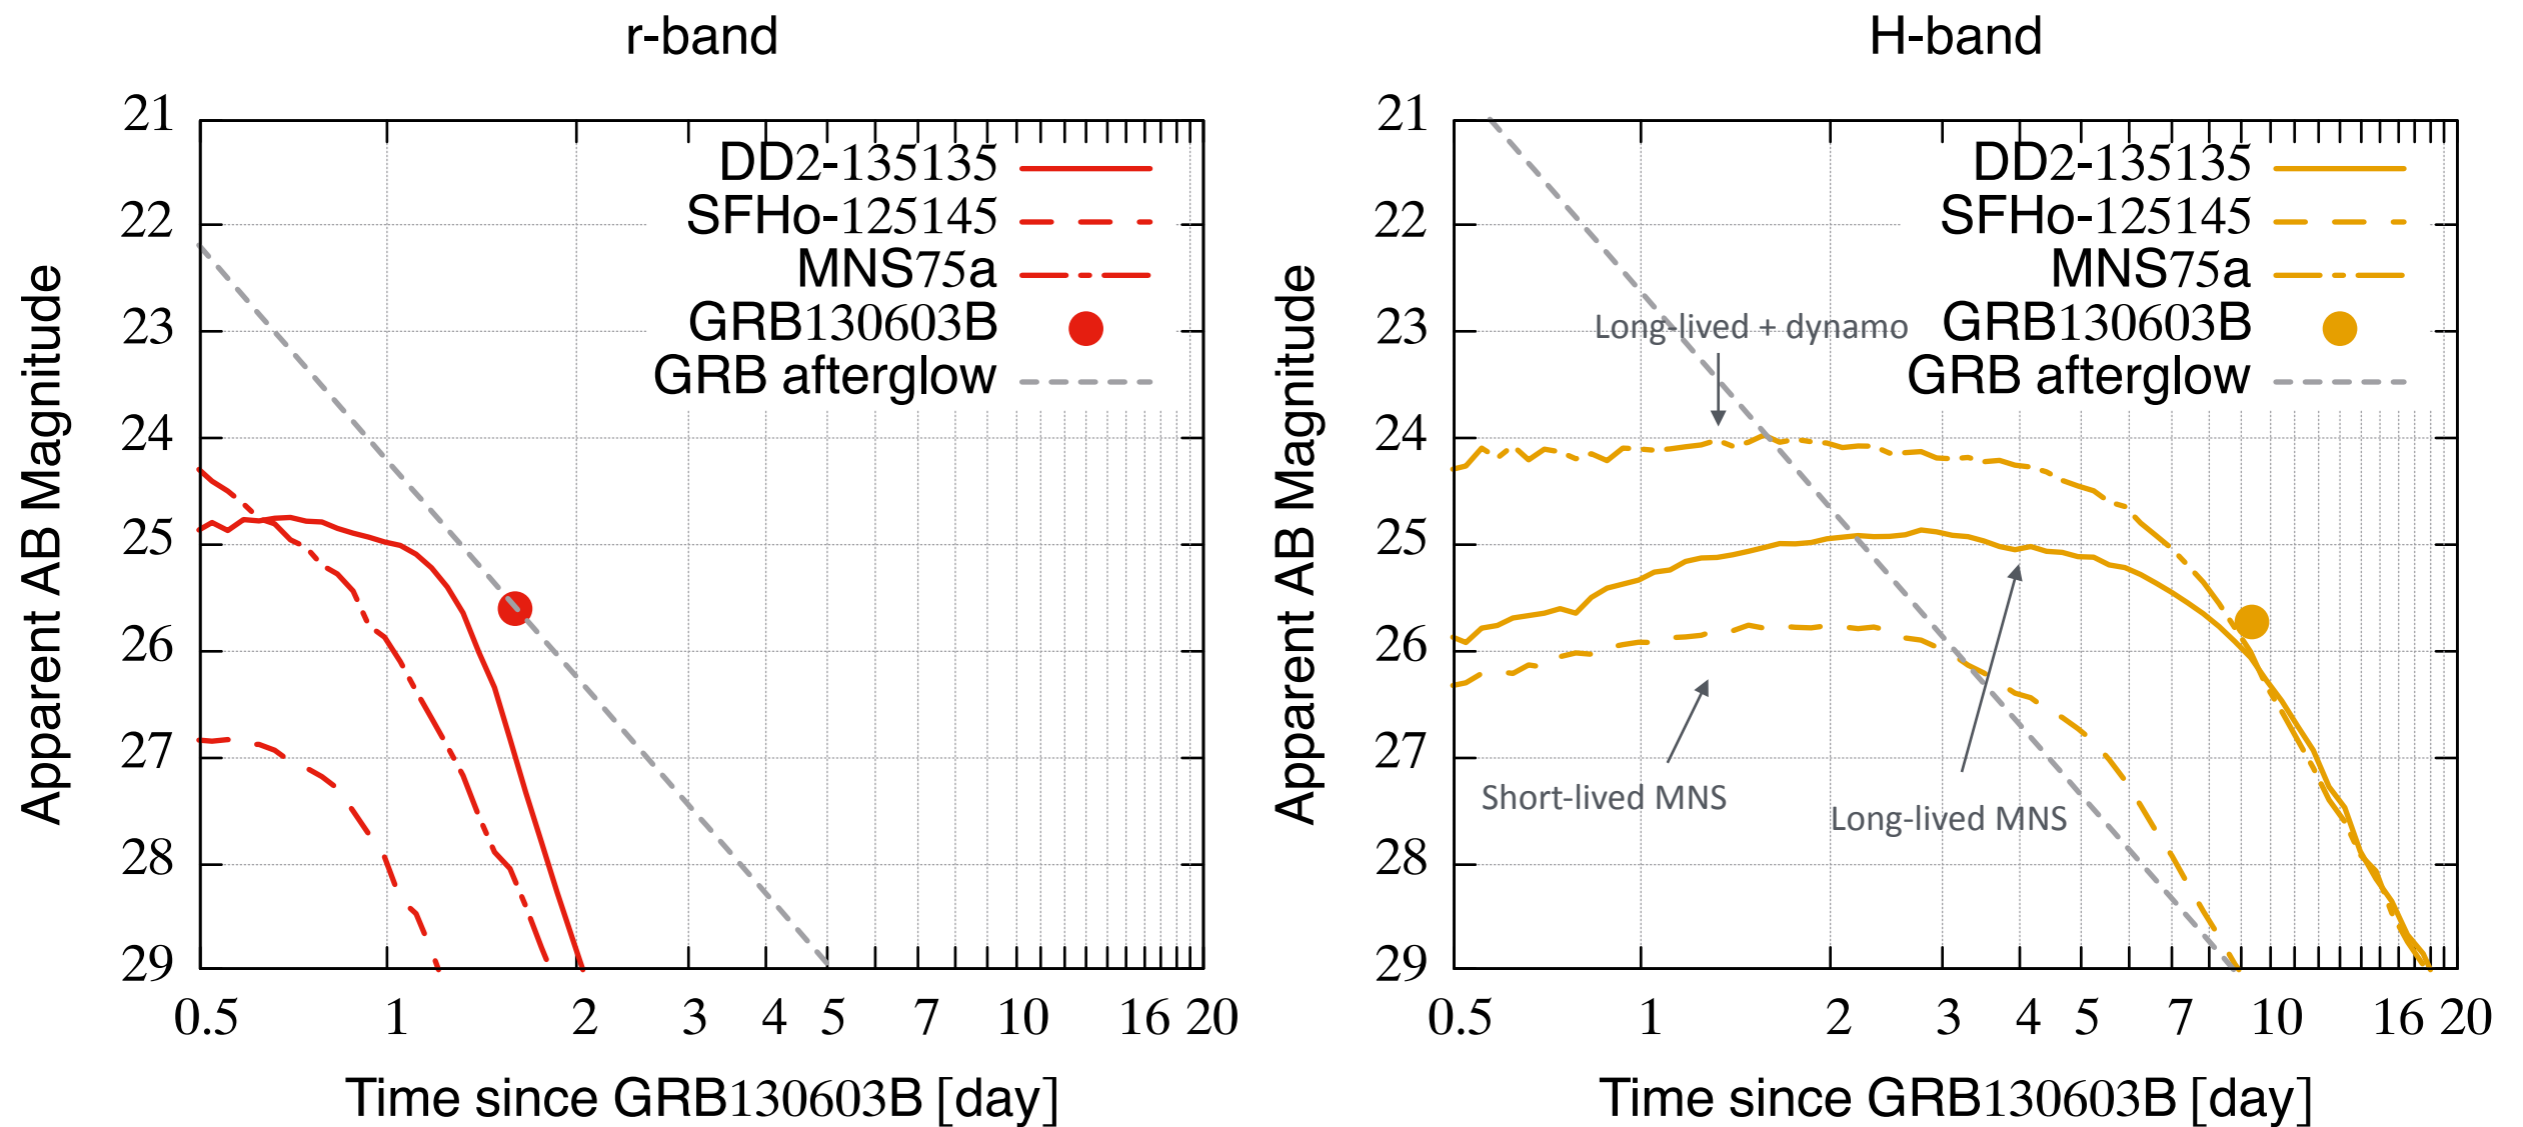 r-band
21
22
23
24
25
26
27
28
29
Apparent AB Magnitude
DD2-135135
SFHo-125145
MNS75a
GRB130603B
GRB afterglow
0.5 1 2 3 4 5 7 10 16 20
Time since GRB130603B [day]
H-band
21
22
23
24
25
26
27
28
29
Apparent AB Magnitude
DD2-135135
SFHo-125145
MNS75a
GRB130603B
GRB afterglow
Long-lived + dynamo
Short-lived MNS
Long-lived MNS
0.5 1 2 3 4 5 7 10 16 20
Time since GRB130603B [day]